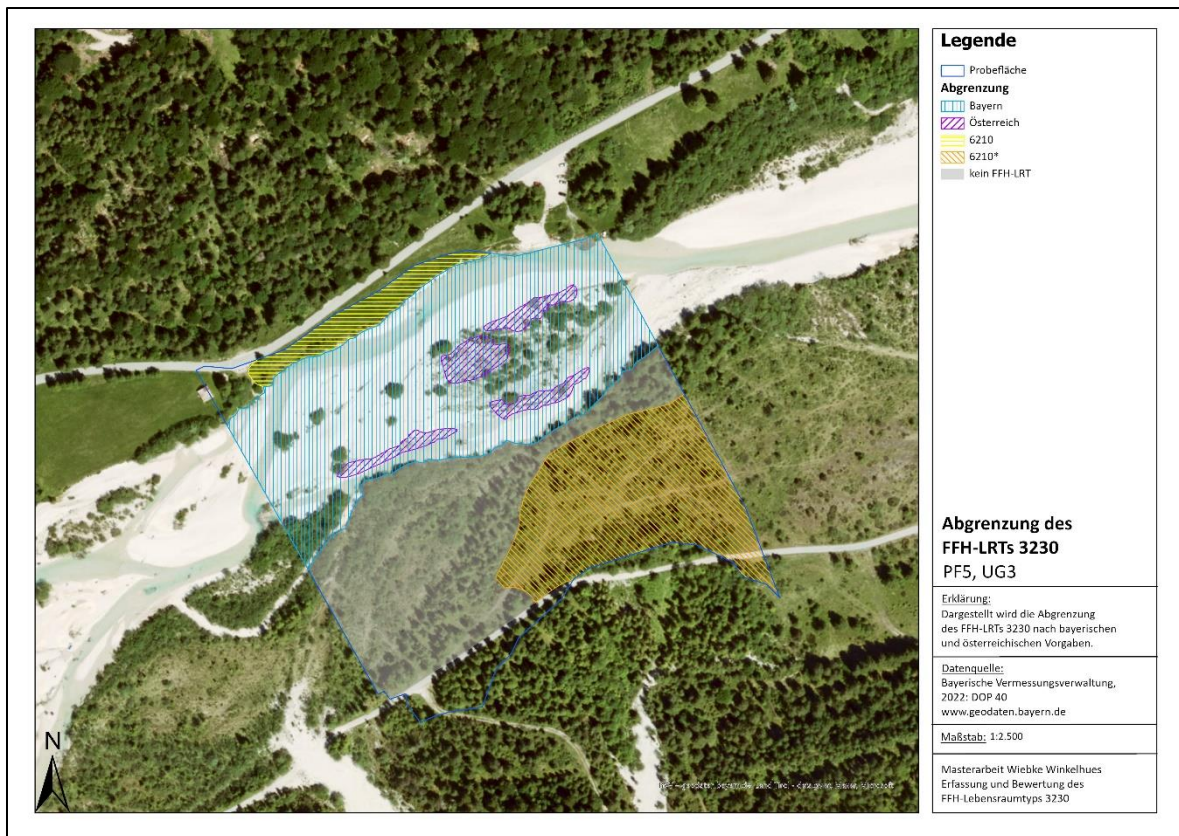 Legende
Probefläche
Abgrenzung
Bayern
Österreich
6210
6210*
kein FFH-LRT
Abgrenzung des
FFH-LRTs 3230
PF5, UG3
Erklärung:
Dargestellt wird die Abgrenzung
des FFH-LRTs 3230 nach bayerischen
und österreichischen Vorgaben.
Datenquelle:
Bayerische Vermessungsverwaltung,
2022: DOP 40
www.geodaten.bayern.de
Maßstab: 1:2.500
Masterarbeit Wiebke Winkelhues
Erfassung und Bewertung des
FFH-Lebensraumtyps 3230
N
Microsoft